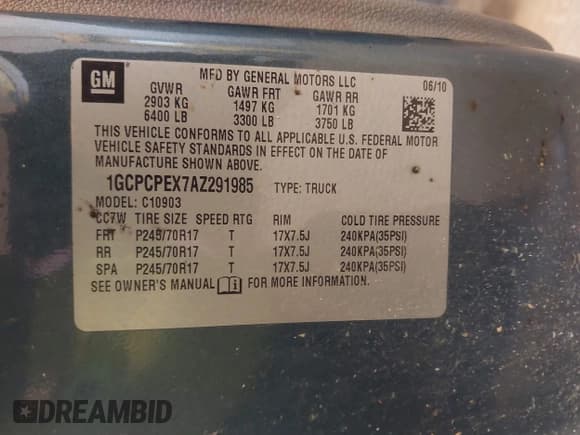 GM
MFD BY GENERAL MOTORS LLC
06/10
GVWR GAWR FRT GAWR RR
2903 KG 1497 KG 1701 KG
6400 LB 3300 LB 3750 LB
THIS VEHICLE CONFORMS TO ALL APPLICABLE U.S. FEDERAL MOTOR
VEHICLE SAFETY STANDARDS IN EFFECT ON THE DATE OF
MANUFACTURE SHOWN ABOVE.
1GCPCPEX7AZ291985 TYPE: TRUCK
MODEL: C10903
CC7W TIRE SIZE SPEED RTG RIM COLD TIRE PRESSURE
FRT P245/70R17 T 17X7.5J 240KPA(35PSI)
RR P245/70R17 T 17X7.5J 240KPA(35PSI)
SPA P245/70R17 T 17X7.5J 240KPA(35PSI)
SEE OWNER'S MANUAL FOR MORE INFORMATION.
DREAMBID